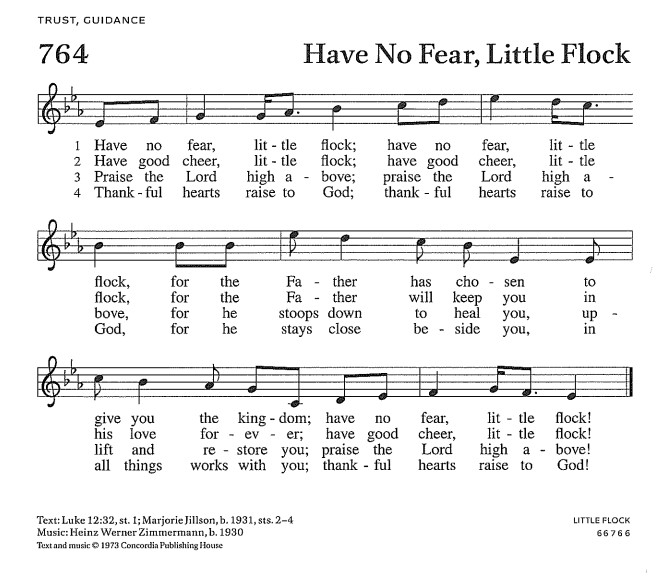 TRUST, GUIDANCE
764 Have No Fear, Little Flock
1 Have no fear, lit - tle flock; have no fear, lit - tle
2 Have good cheer, lit - tle flock; have good cheer, lit - tle
3 Praise the Lord high a - bove; praise the Lord high a -
4 Thank - ful hearts raise to God; thank - ful hearts raise to
flock, for the Fa - ther has cho - sen to
flock, for the Fa - ther will keep you in
bove, for he stoops down to heal you, up -
God, for he stays close be - side you, in
give you the king - dom; have no fear, lit - tle flock!
his love for - ev - er; have good cheer, lit - tle flock!
lift and re - store you; praise the Lord high a - bove!
all things works with you; thank - ful hearts raise to God!
Text: Luke 12:32, st. 1; Marjorie Jillson, b. 1931, sts. 2–4 LITTLE FLOCK
Music: Heinz Werner Zimmermann, b. 1930 6 6 7 6 6
Text and music © 1973 Concordia Publishing House